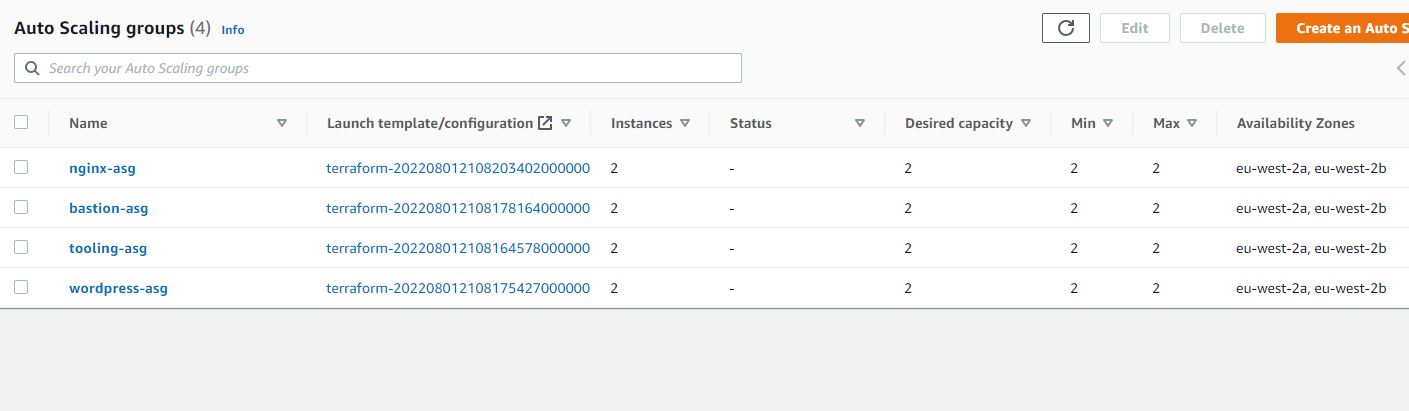 Auto Scaling groups (4) Info Edit Delete Create an Auto S
Search your Auto Scaling groups
Name Launch template/configuration Instances Status Desired capacity Min Max Availability Zones
nginx-asg terraform-202208012108203402000000 2 - 2 2 2 eu-west-2a, eu-west-2b
bastion-asg terraform-202208012108178164000000 2 - 2 2 2 eu-west-2a, eu-west-2b
tooling-asg terraform-202208012108164578000000 2 - 2 2 2 eu-west-2a, eu-west-2b
wordpress-asg terraform-202208012108175427000000 2 - 2 2 2 eu-west-2a, eu-west-2b